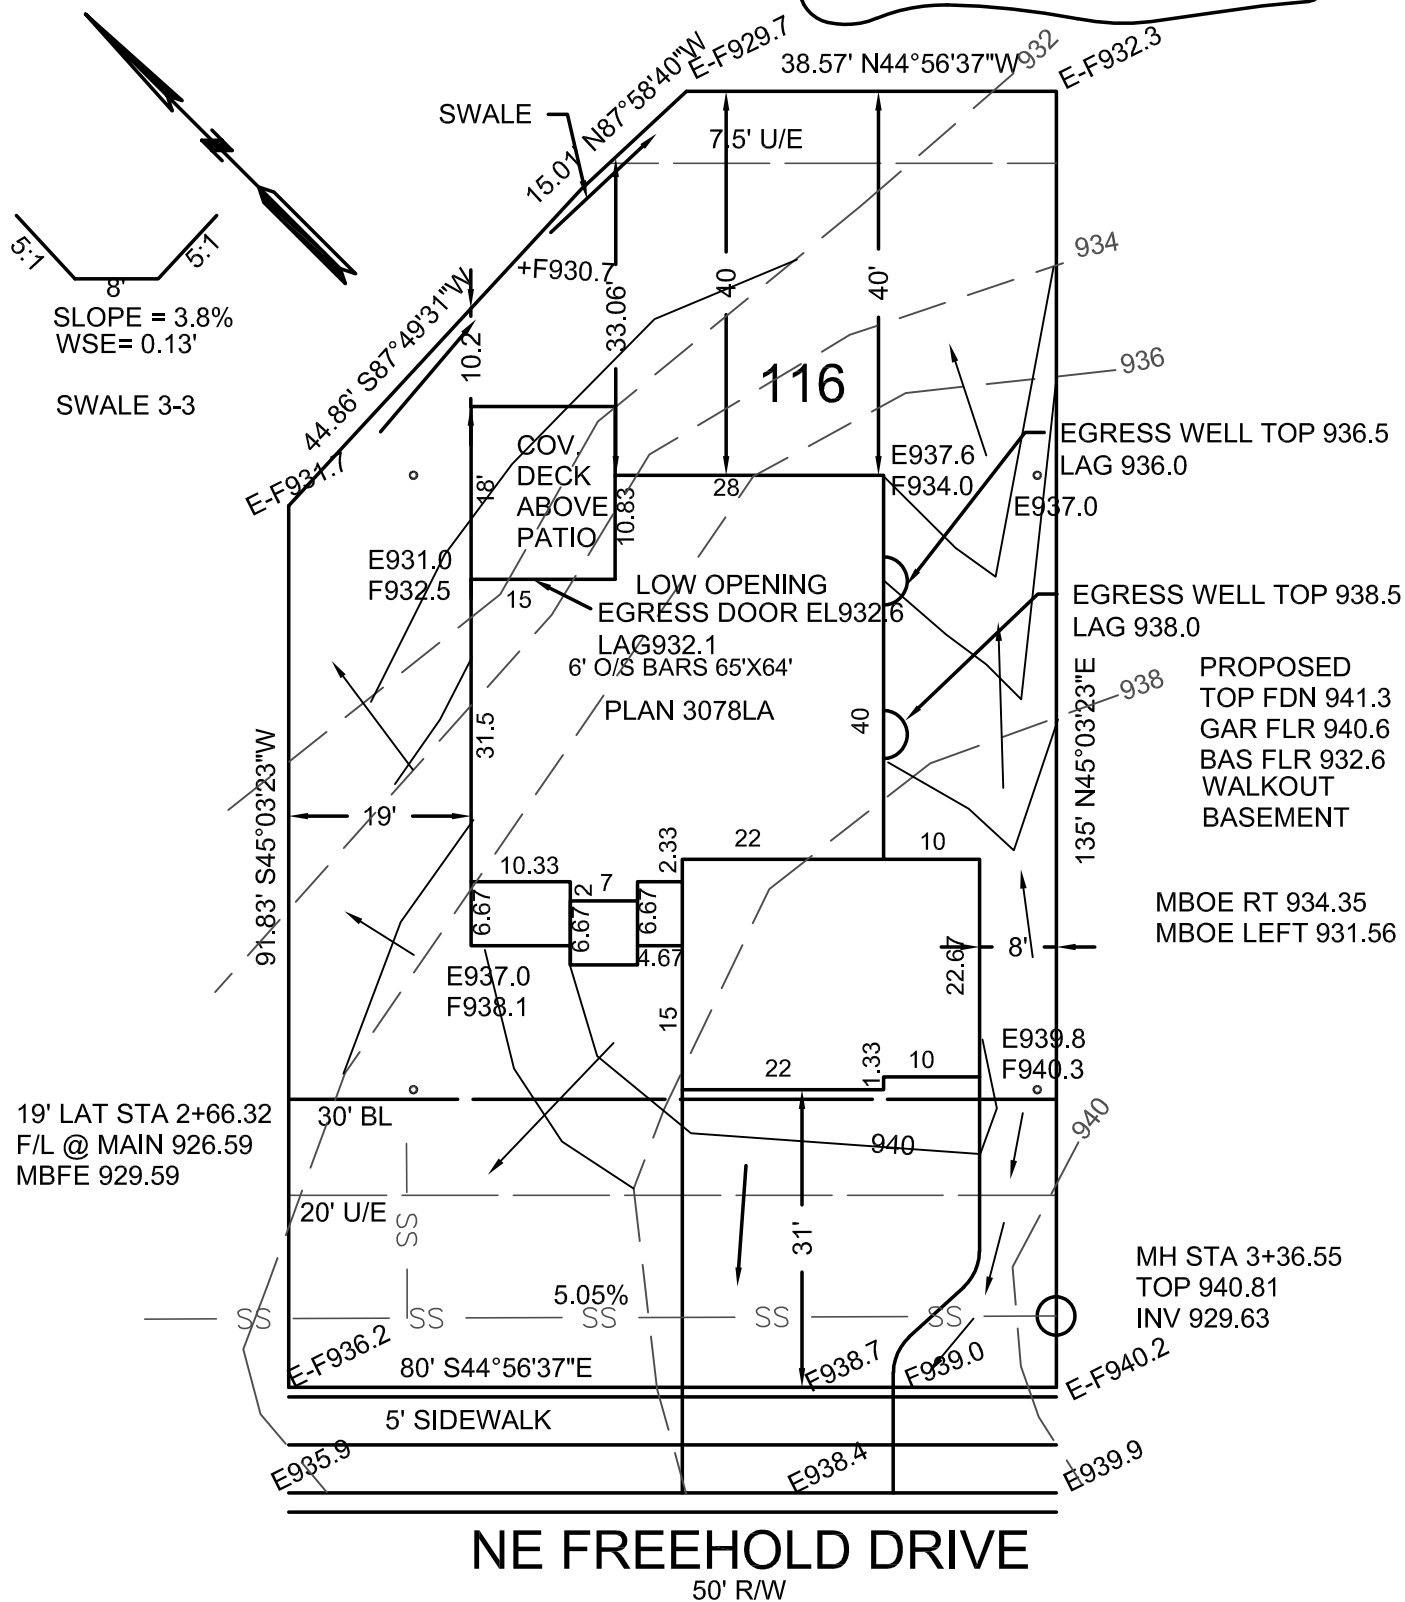 E-F929.7
38.57' N44°56'37"W
932
E-F932.3
SWALE
15.01' N87°58'40"W
7.5' U/E
5:1
8'
5:1
SLOPE = 3.8%
WSE= 0.13'
SWALE 3-3
+F930.7
33.06'
40
40'
934
44.86' S87°49'31"W
10.2
116
936
EGRESS WELL TOP 936.5
LAG 936.0
E-F931.7
COV.
DECK
ABOVE
PATIO
18'
10.83
28
E937.6
F934.0
E937.0
E931.0
F932.5
15
LOW OPENING
EGRESS DOOR EL932.6
LAG932.1
6' O/S BARS 65'X64'
PLAN 3078LA
EGRESS WELL TOP 938.5
LAG 938.0
938
PROPOSED
TOP FDN 941.3
GAR FLR 940.6
BAS FLR 932.6
WALKOUT
BASEMENT
31.5
40
135' N45°03'23"E
91.83' S45°03'23"W
19'
10.33
2
7
2.33
22
10
6.67
6.67
6.67
4.67
MBOE RT 934.35
MBOE LEFT 931.56
8'
22.67
E937.0
F938.1
15
E939.8
F940.3
22
1.33
10
19' LAT STA 2+66.32
F/L @ MAIN 926.59
MBFE 929.59
30' BL
940
940
20' U/E
SS
31'
5.05%
SS
SS
SS
SS
SS
MH STA 3+36.55
TOP 940.81
INV 929.63
E-F936.2
80' S44°56'37"E
F938.7
F939.0
E-F940.2
5' SIDEWALK
E935.9
E938.4
E939.9
NE FREEHOLD DRIVE
50' R/W